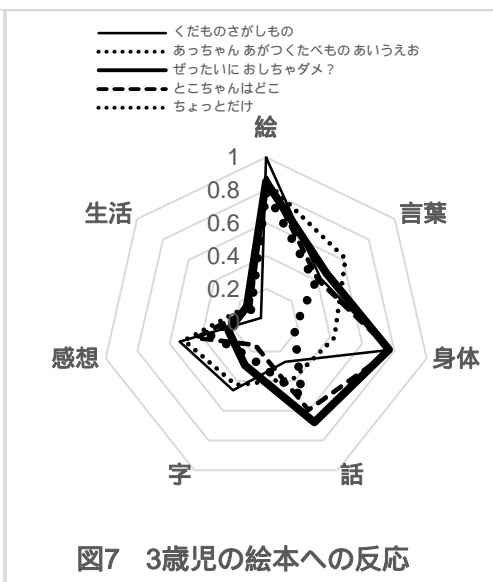 くだものさがしもの
あっちゃん あがつくたべもの あいうえお
ぜったいに おしちゃダメ？
とこちゃんはどこ
ちょっとだけ
絵
1
0.8
0.6
0.4
0.2
生活
言葉
感想
身体
字
話
図7　3歳児の絵本への反応